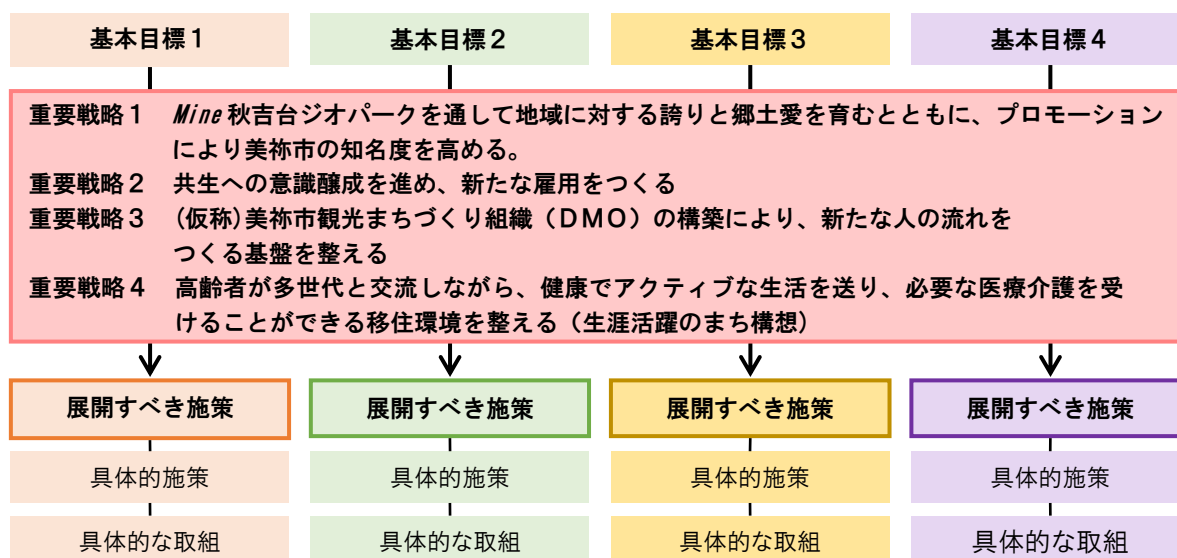 基本目標1
基本目標2
基本目標3
基本目標4
重要戦略1 Mine秋吉台ジオパークを通して地域に対する誇りと郷土愛を育むとともに、プロモーション
により美祢市の知名度を高める。
重要戦略2 共生への意識醸成を進め、新たな雇用をつくる
重要戦略3 (仮称)美祢市観光まちづくり組織（DMO）の構築により、新たな人の流れを
つくる基盤を整える
重要戦略4 高齢者が多世代と交流しながら、健康でアクティブな生活を送り、必要な医療介護を受
けることができる移住環境を整える（生涯活躍のまち構想）
展開すべき施策
展開すべき施策
展開すべき施策
展開すべき施策
具体的施策
具体的施策
具体的施策
具体的施策
具体的な取組
具体的な取組
具体的な取組
具体的な取組